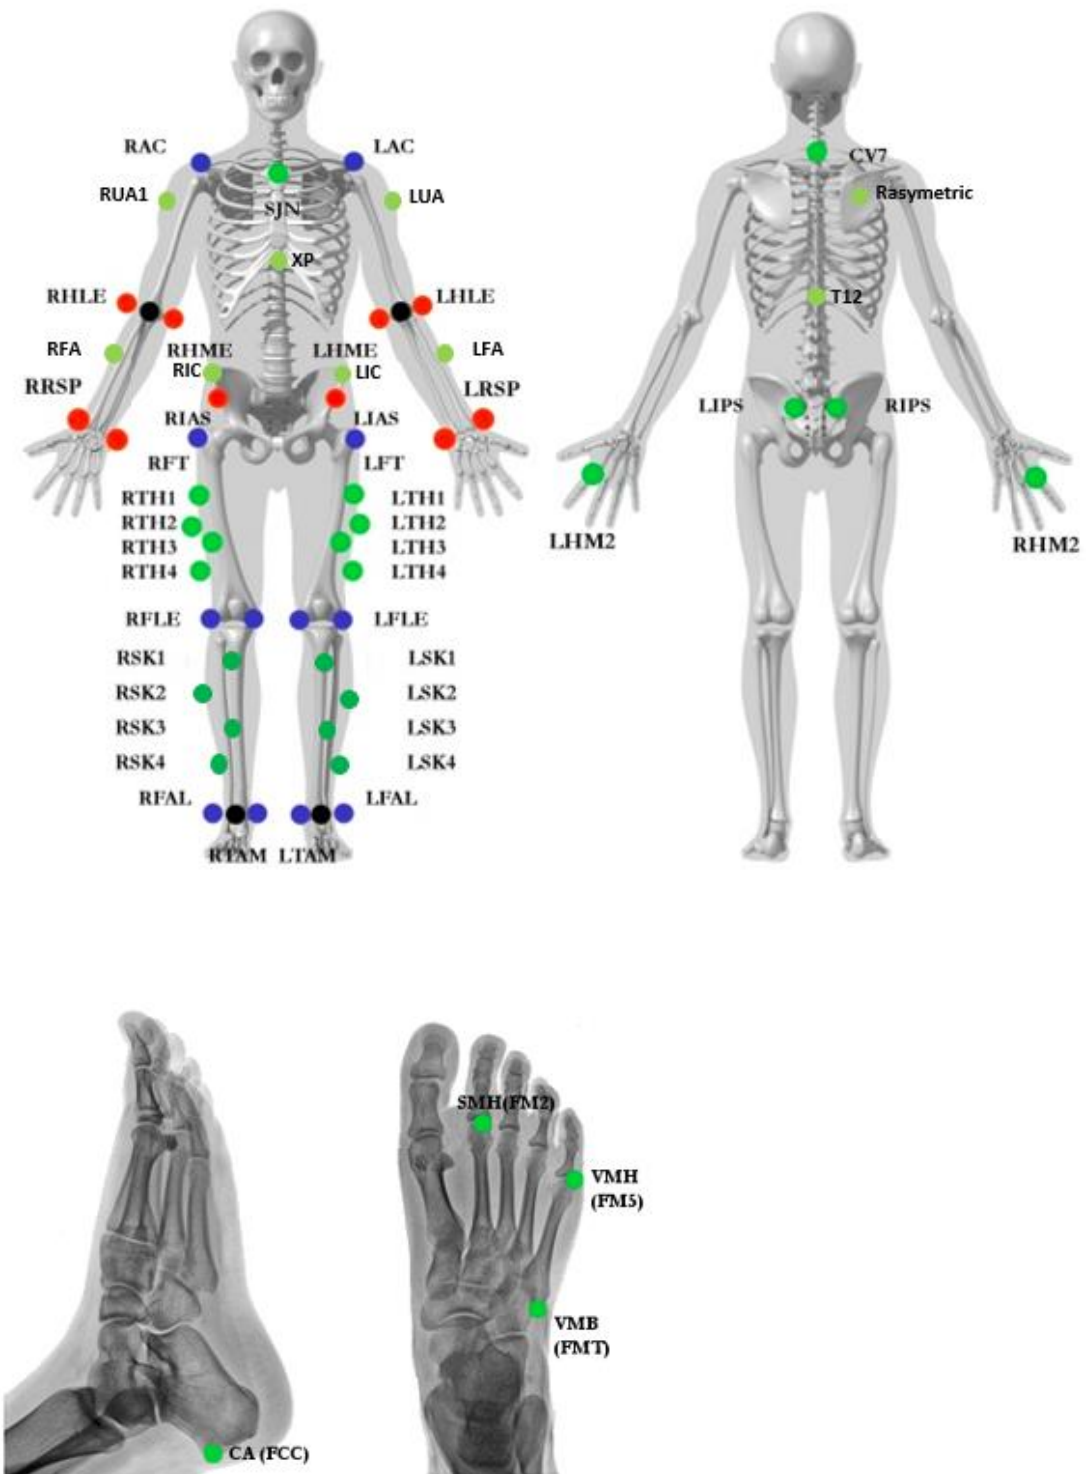 RAC
LAC
RUA1
LUA
SJN
XP
RHLE
LHLE
RFA
RHME
LHME
LFA
RIC
LIC
RRSP
LRSP
RIAS
LIAS
RFT
LFT
RTH1
LTH1
RTH2
LTH2
RTH3
LTH3
RTH4
LTH4
RFLE
LFLE
RSK1
LSK1
RSK2
LSK2
RSK3
LSK3
RSK4
LSK4
RFAL
LFAL
RTAM
LTAM
CV7
Rasymetric
T12
LIPS
RIPS
LHM2
RHM2
SMH(FM2)
VMH
(FM5)
VMB
(FMT)
CA (FCC)